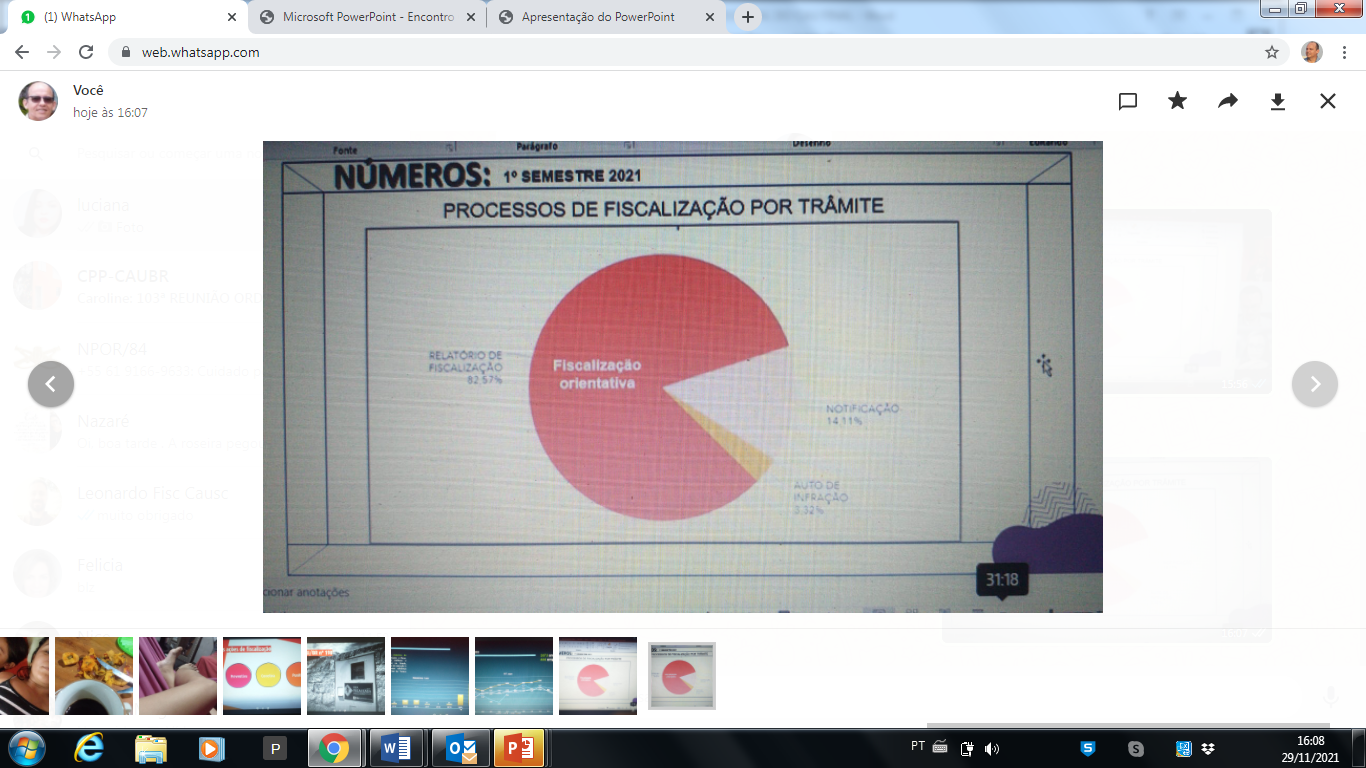 (1) WhatsApp
Microsoft PowerPoint - Encontro
Apresentação do PowerPoint
web.whatsapp.com
Você
hoje às 16:07
Fonte
Parágrafo
Desenho
NÚMEROS: 1º SEMESTRE 2021
PROCESSOS DE FISCALIZAÇÃO POR TRÂMITE
RELATÓRIO DE
FISCALIZAÇÃO
82.57%
Fiscalização
orientativa
NOTIFICAÇÃO
14.11%
AUTO DE
INFRAÇÃO
3.32%
31:18
cionar anotações
luciana
CPP-CAUBR
NPOR/84
Nazaré
Leonardo Fisc Causc
Felicia
PT
16:08
29/11/2021